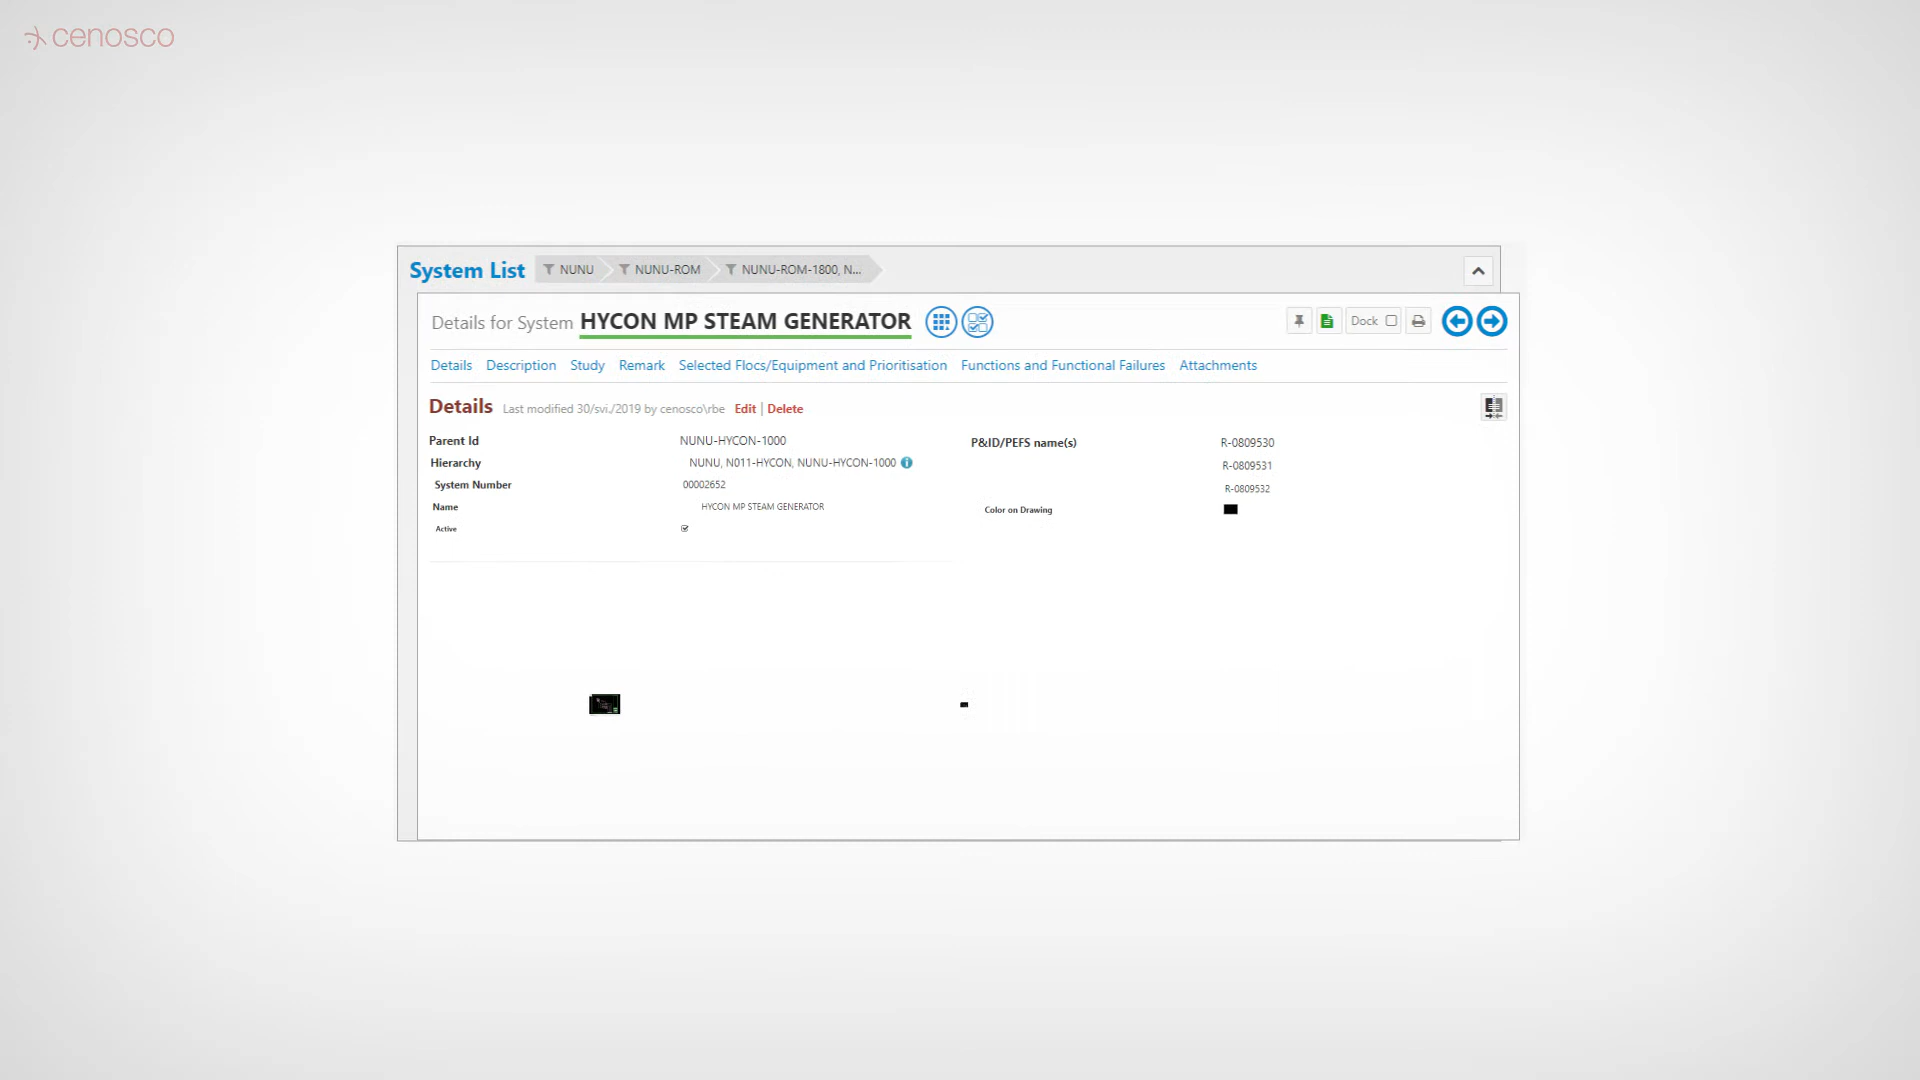 cenosco
System List NUNU NUNU-ROM NUNU-ROM-1800, N...
Details for System HYCON MP STEAM GENERATOR Dock
Details Description Study Remark Selected Flocs/Equipment and Prioritisation Functions and Functional Failures Attachments
Details Last modified 30/svi./2019 by cenosco\rbe Edit | Delete
Parent Id NUNU-HYCON-1000
Hierarchy NUNU, N011-HYCON, NUNU-HYCON-1000
System Number 00002652
Name HYCON MP STEAM GENERATOR
Active
P&ID/PEFS name(s) R-0809530
R-0809531
R-0809532
Color on Drawing